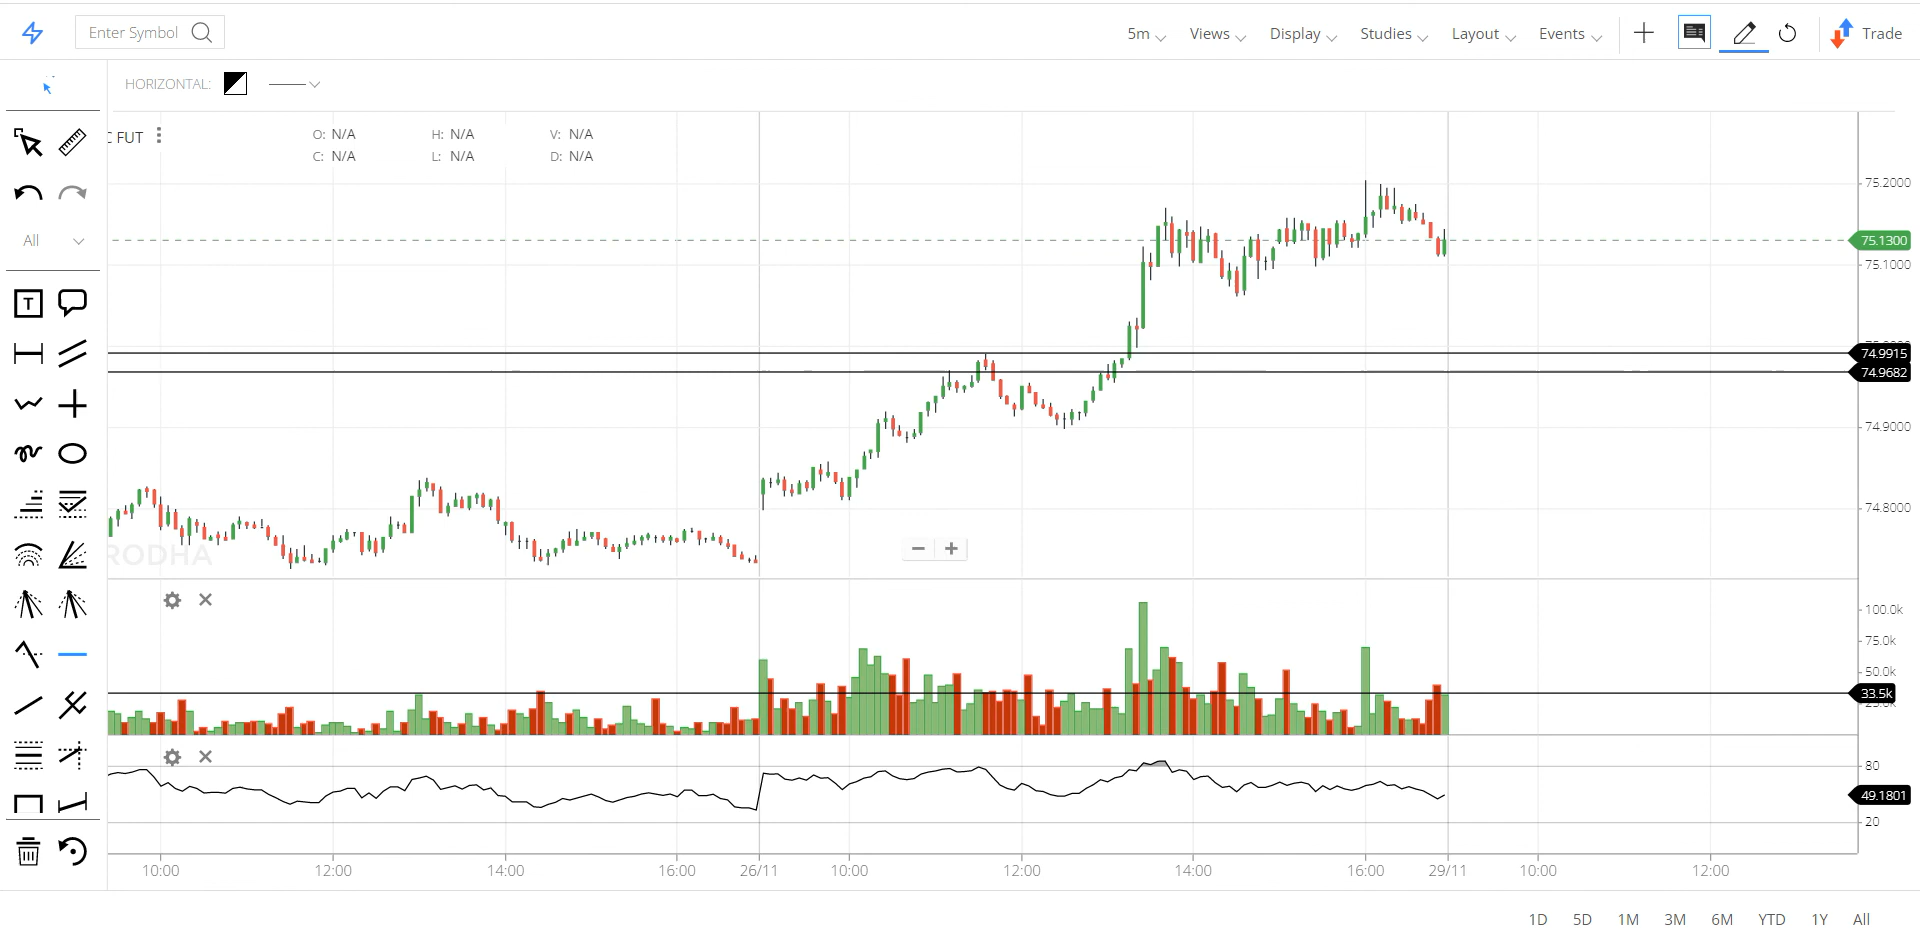 Enter Symbol
5m Views Display Studies Layout Events Trade
HORIZONTAL:
C FUT
O: N/A H: N/A V: N/A
C: N/A L: N/A D: N/A
75.2000
All
75.1300
75.1000
74.9915
74.9682
74.9000
T
74.8000
RODHA
100.0k
75.0k
50.0k
33.5k
80
49.1801
20
10:00 12:00 14:00 16:00 26/11 10:00 12:00 14:00 16:00 29/11 10:00 12:00
1D 5D 1M 3M 6M YTD 1Y All